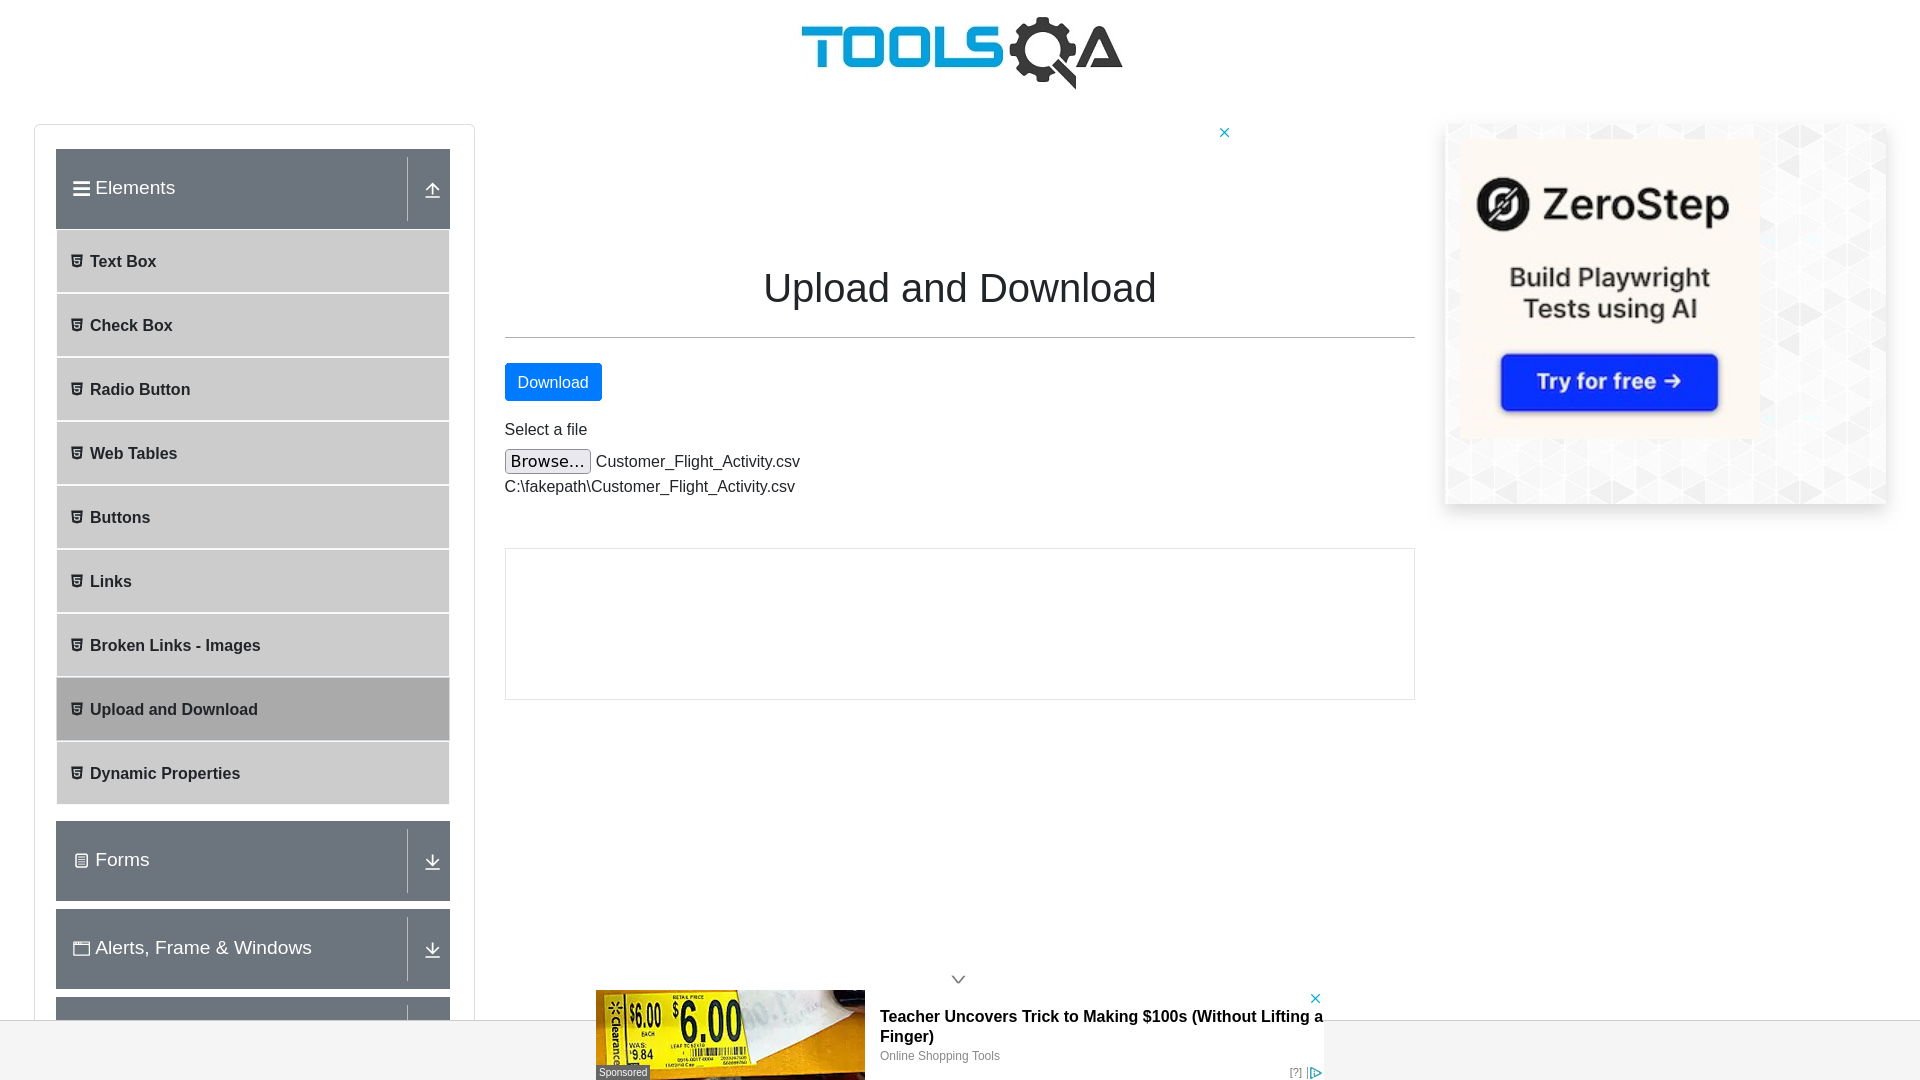 TOOLSQA
Elements
Text Box
Check Box
Radio Button
Web Tables
Buttons
Links
Broken Links - Images
Upload and Download
Dynamic Properties
Forms
Alerts, Frame & Windows
Upload and Download
Download
Select a file
Browse... Customer_Flight_Activity.csv
C:\fakepath\Customer_Flight_Activity.csv
ZeroStep
Build Playwright
Tests using AI
Try for free →
RETAIL PRICE
$6.00 $6.00
EACH
WAS:
$9.84
Clearance
Sponsored
Teacher Uncovers Trick to Making $100s (Without Lifting a
Finger)
Online Shopping Tools
[?]